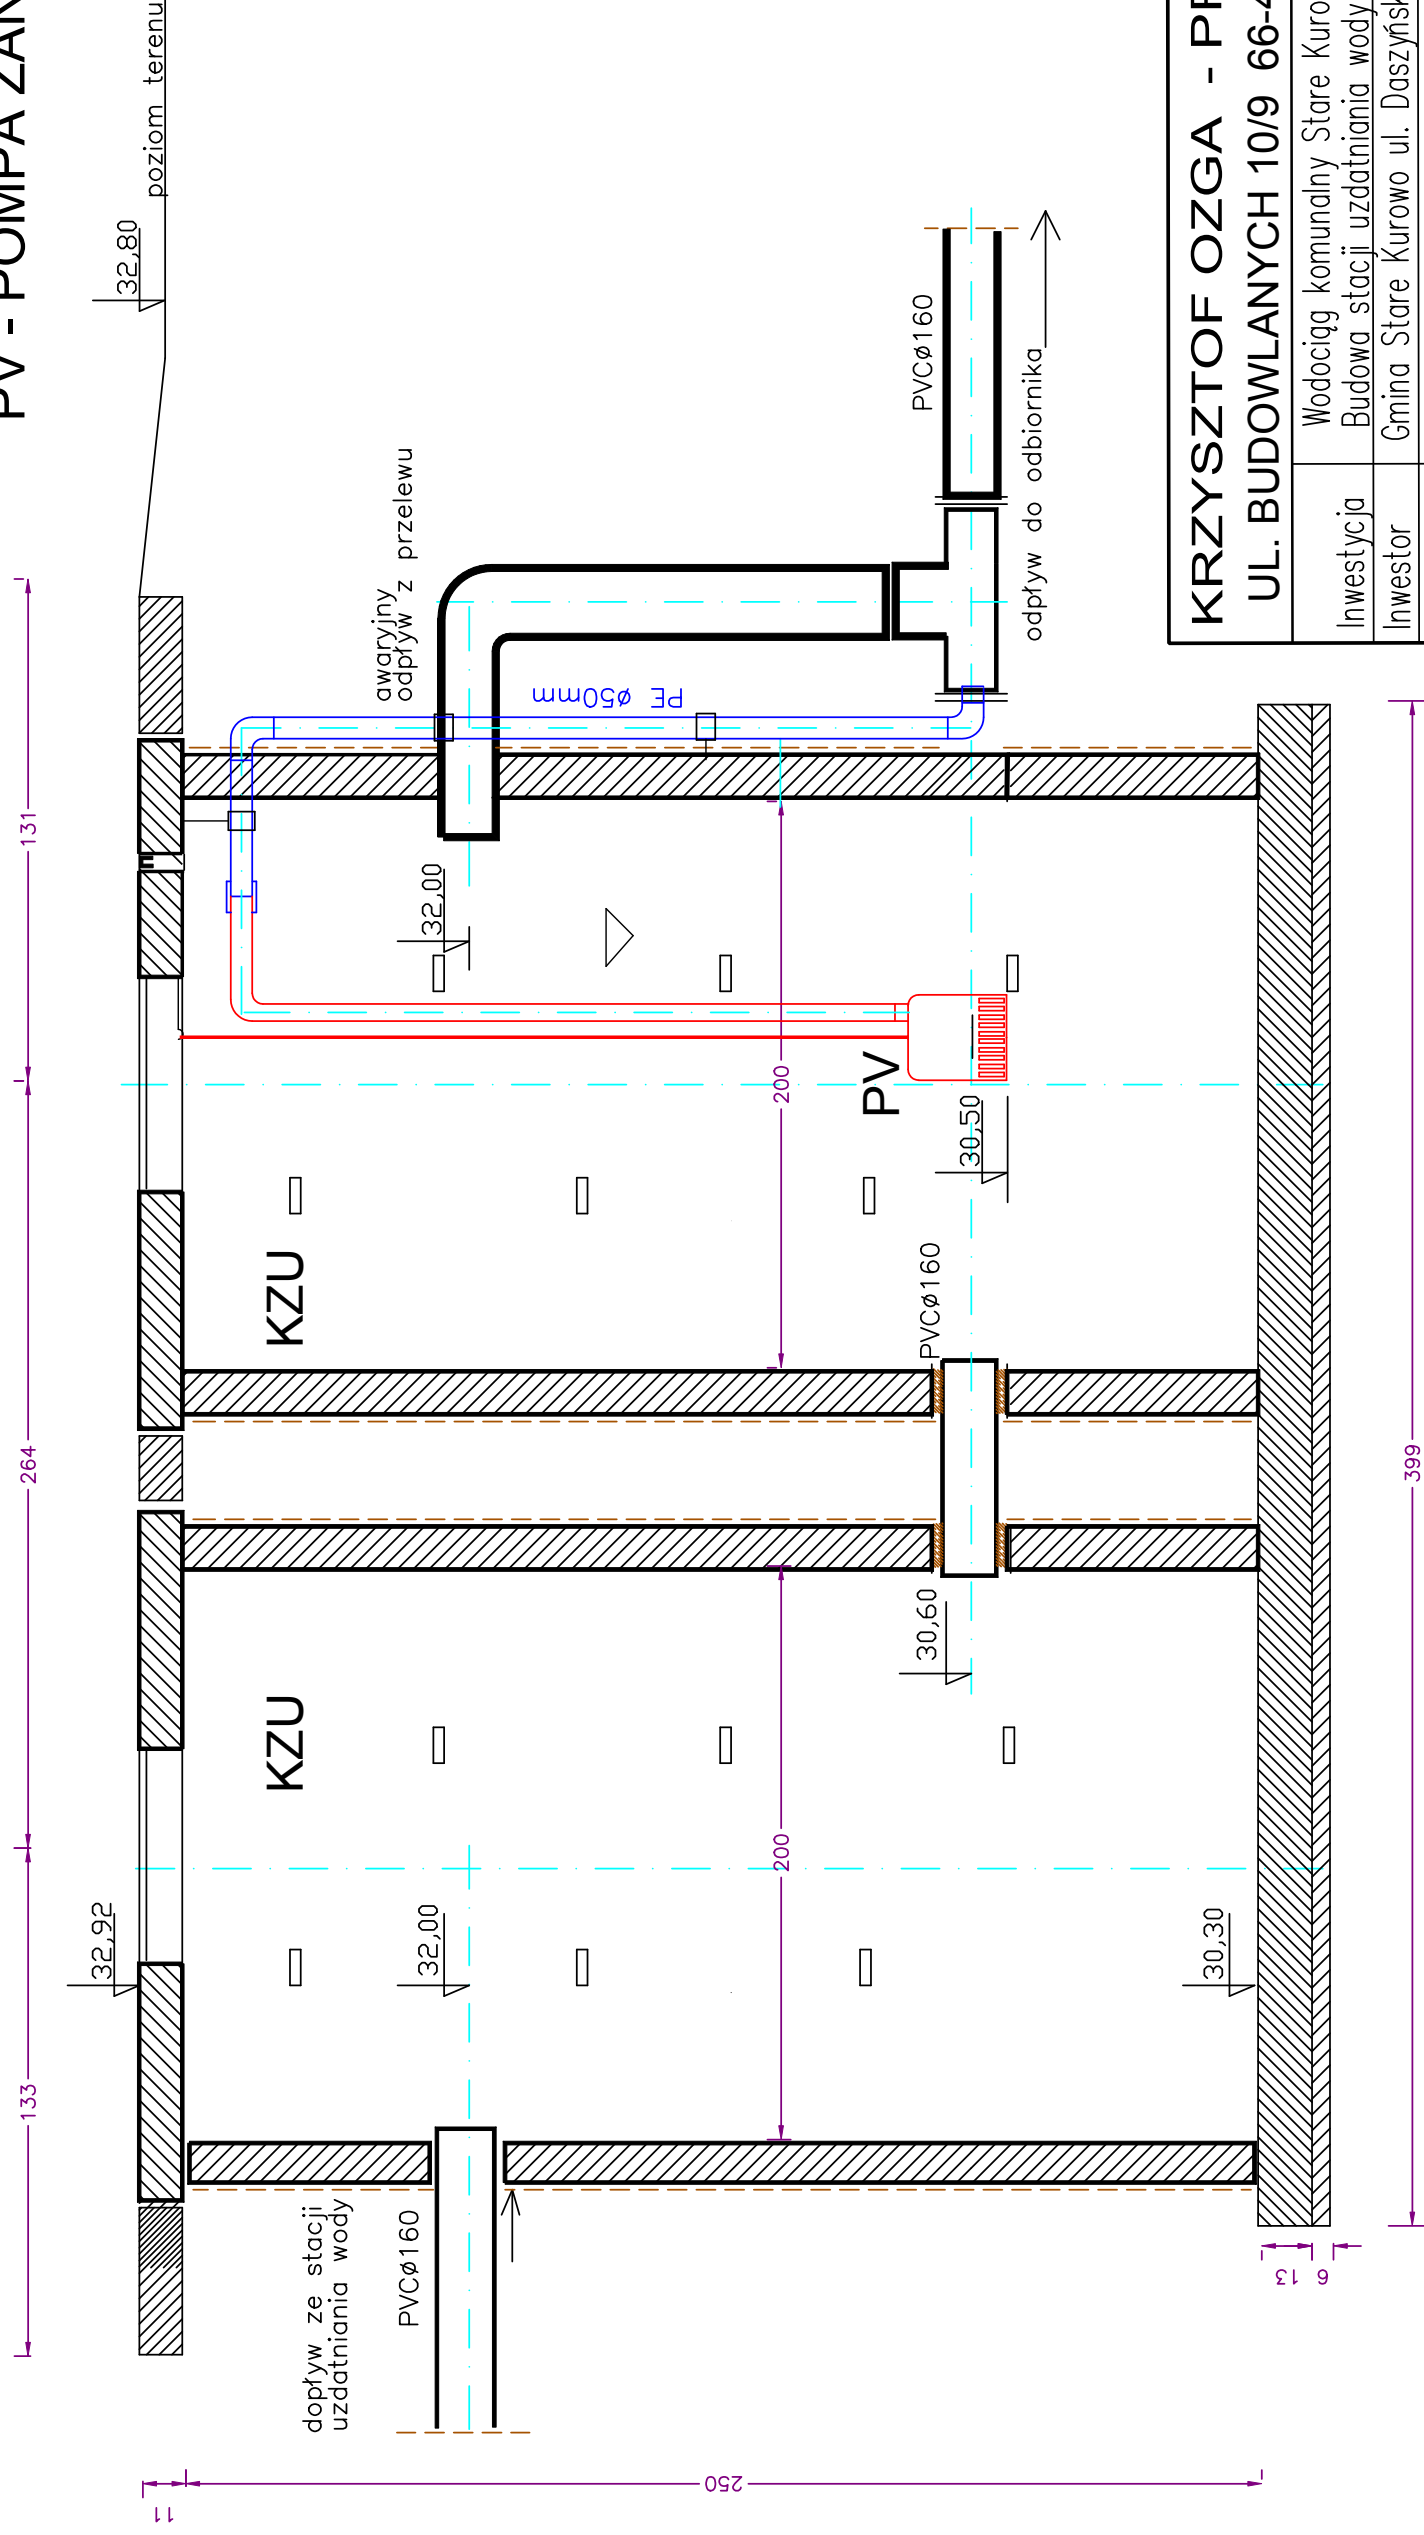 PV - POMPA
poziom terenu
32,80
131
264
133
awaryjny
odpływ z przelewu
PE ø50mm
PVCø160
odpływ do odbiornika
32,00
200
PV
30,50
KZU
PVCø160
KZU
30,60
200
32,92
32,00
30,30
dopływ ze stacji
uzdatniania wody
PVCø160
250
11
13
6
399
KRZYSZTOF OZGA -
UL. BUDOWLANYCH 10/9 66-4
Inwestycja
Wodociąg komunalny Stare Kuro
Budowa stacji uzdatniania wody
Inwestor
Gmina Stare Kurowo ul. Daszyńsk